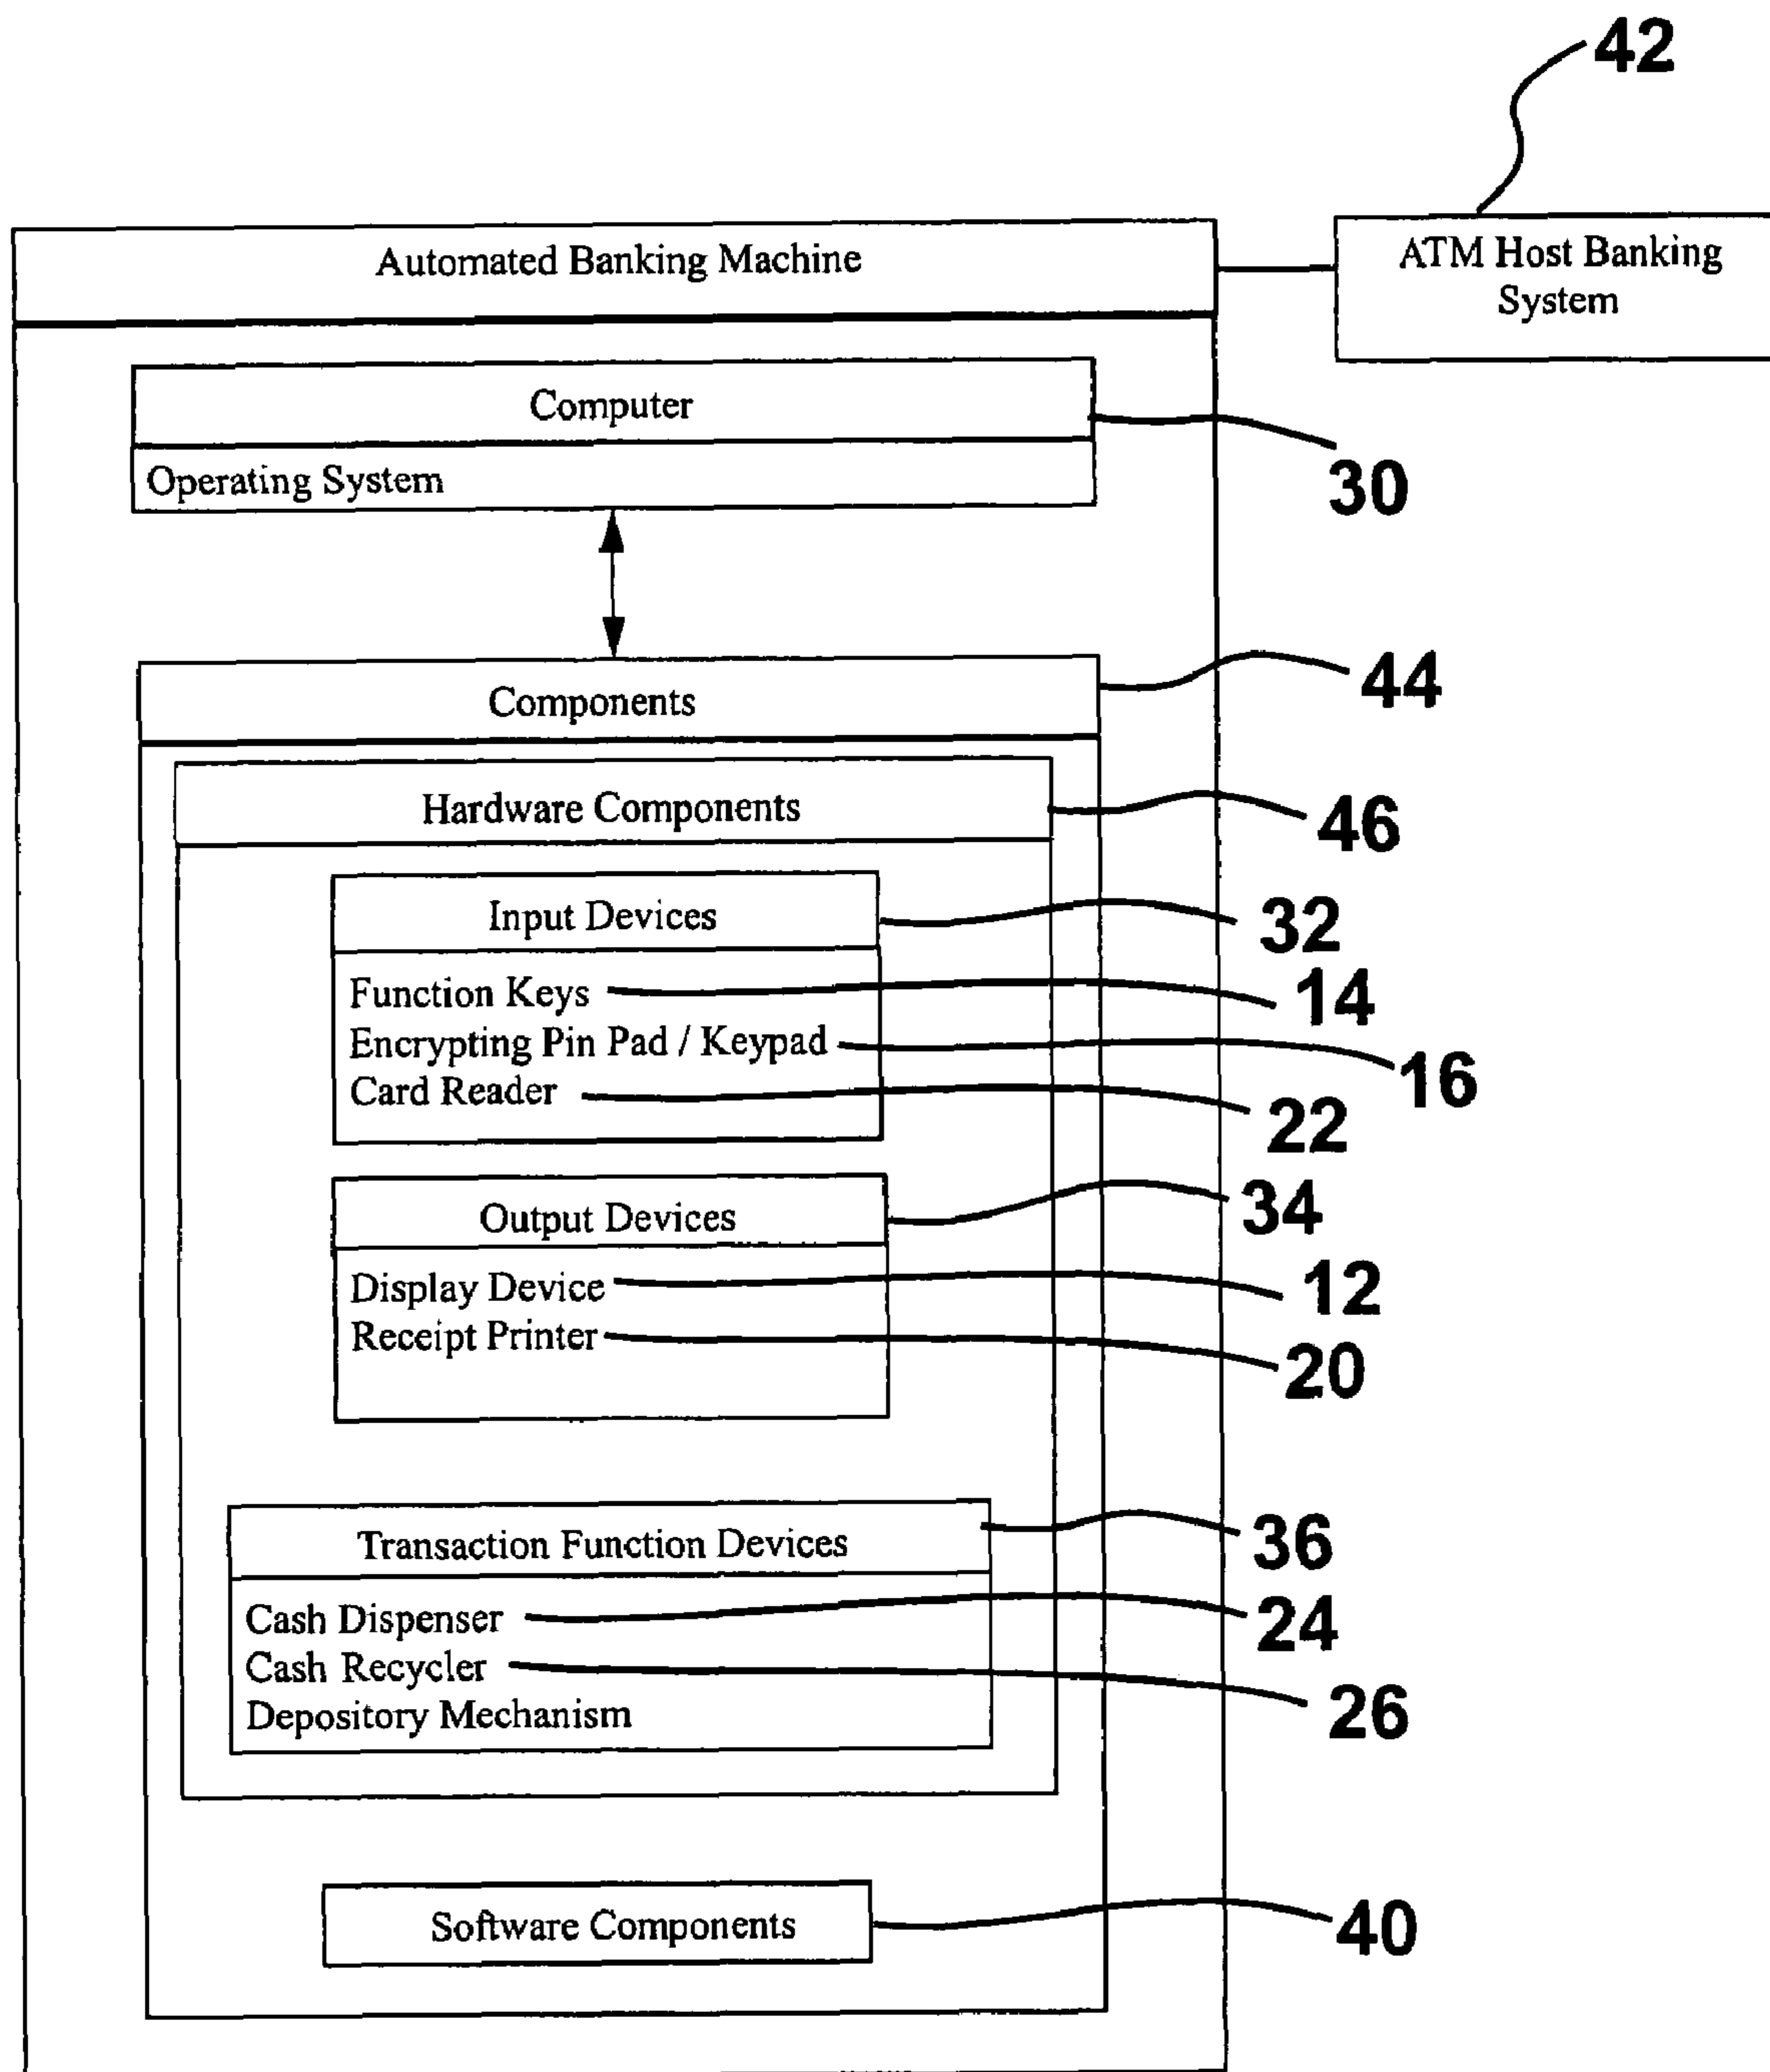 42
Automated Banking Machine
ATM Host Banking
System
Computer
30
Operating System
Components
44
Hardware Components
46
Input Devices
32
Function Keys
14
Encrypting Pin Pad / Keypad
16
Card Reader
22
Output Devices
34
Display Device
12
Receipt Printer
20
Transaction Function Devices
36
Cash Dispenser
24
Cash Recycler
26
Depository Mechanism
Software Components
40